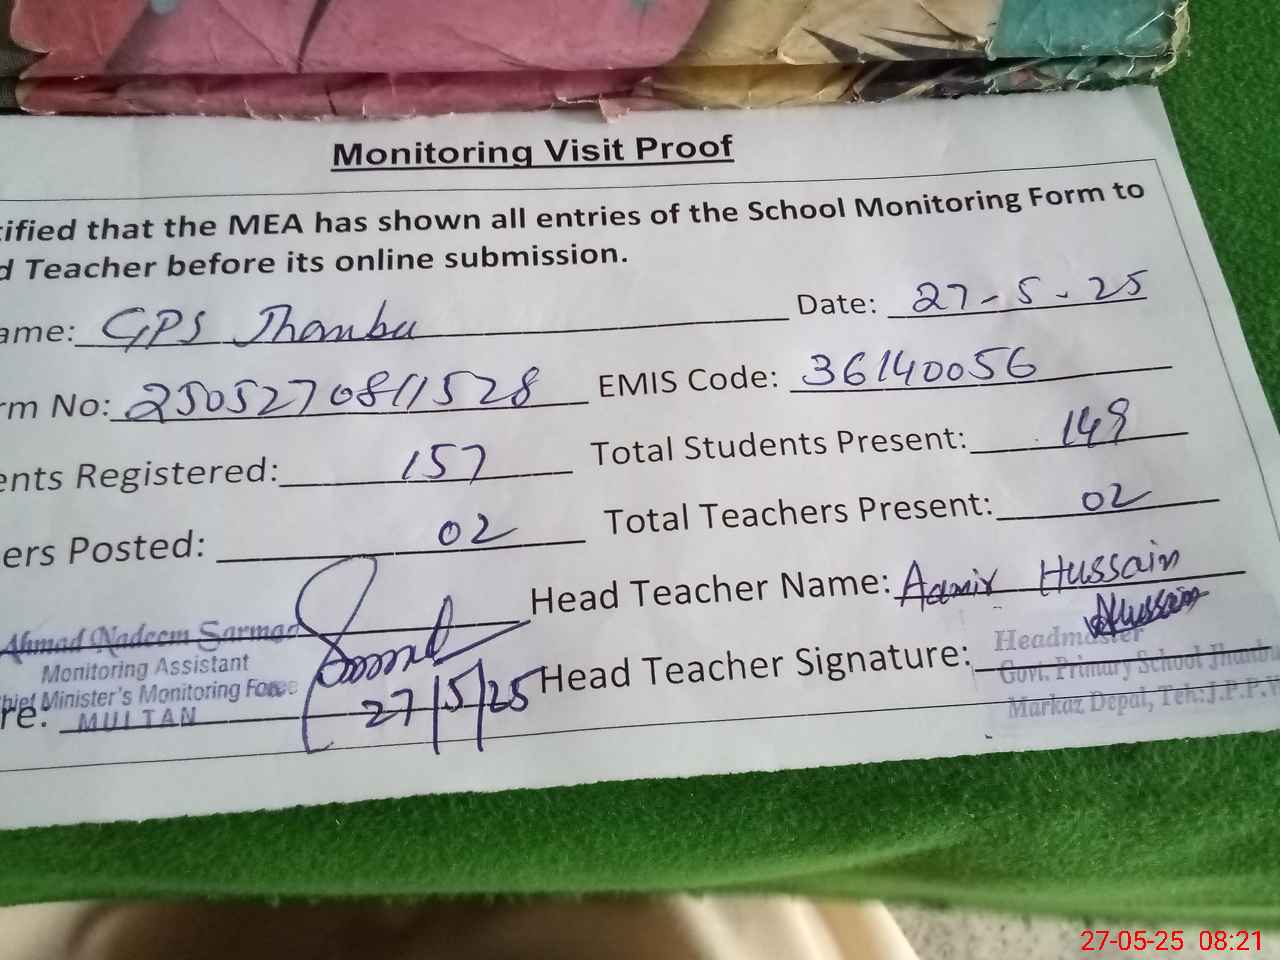 Monitoring Visit Proof
tified that the MEA has shown all entries of the School Monitoring Form to
d Teacher before its online submission.
ame: GPS Jhanbu Date: 27-5-25
rm No: 2505270811528 EMIS Code: 36140056
ents Registered: 157 Total Students Present: 149
ers Posted: 02 Total Teachers Present: 02
Head Teacher Name: Aamir Hussain
Ahmad Nadeem Sarmad
Monitoring Assistant
Chief Minister's Monitoring Force
MULTAN
re: 27/5/25
Head Teacher Signature: AHussain
Headmaster
Govt. Primary School Jhanbu
Markaz Depal, Teh:J.P.P.W
27-05-25 08:21